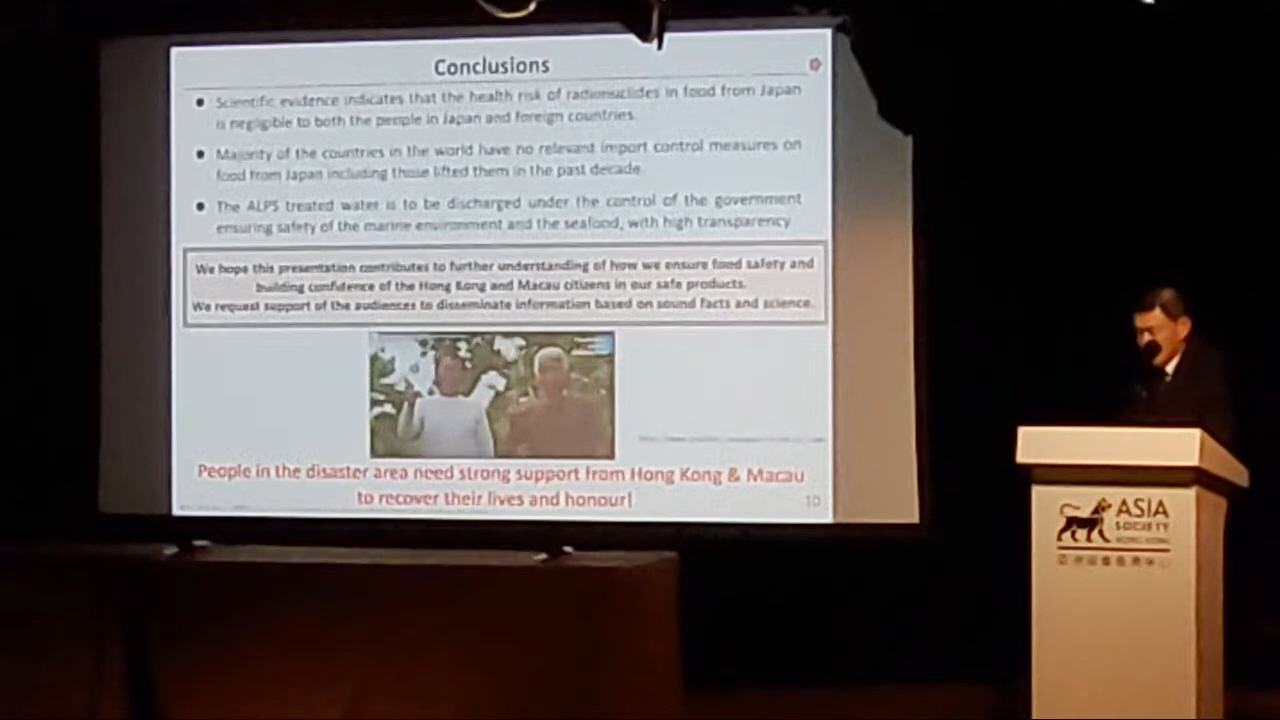 Conclusions
● Scientific evidence indicates that the health risk of radionuclides in food from Japan
is negligible to both the people in Japan and foreign countries.
● Majority of the countries in the world have no relevant import control measures on
food from Japan including those lifted them in the past decade.
● The ALPS treated water is to be discharged under the control of the government
ensuring safety of the marine environment and the seafood, with high transparency
We hope this presentation contributes to further understanding of how we ensure food safety and
building confidence of the Hong Kong and Macau citizens in our safe products.
We request support of the audiences to disseminate information based on sound facts and science.
People in the disaster area need strong support from Hong Kong & Macau
to recover their lives and honour!
10
ASIA
SOCIETY
HONG KONG